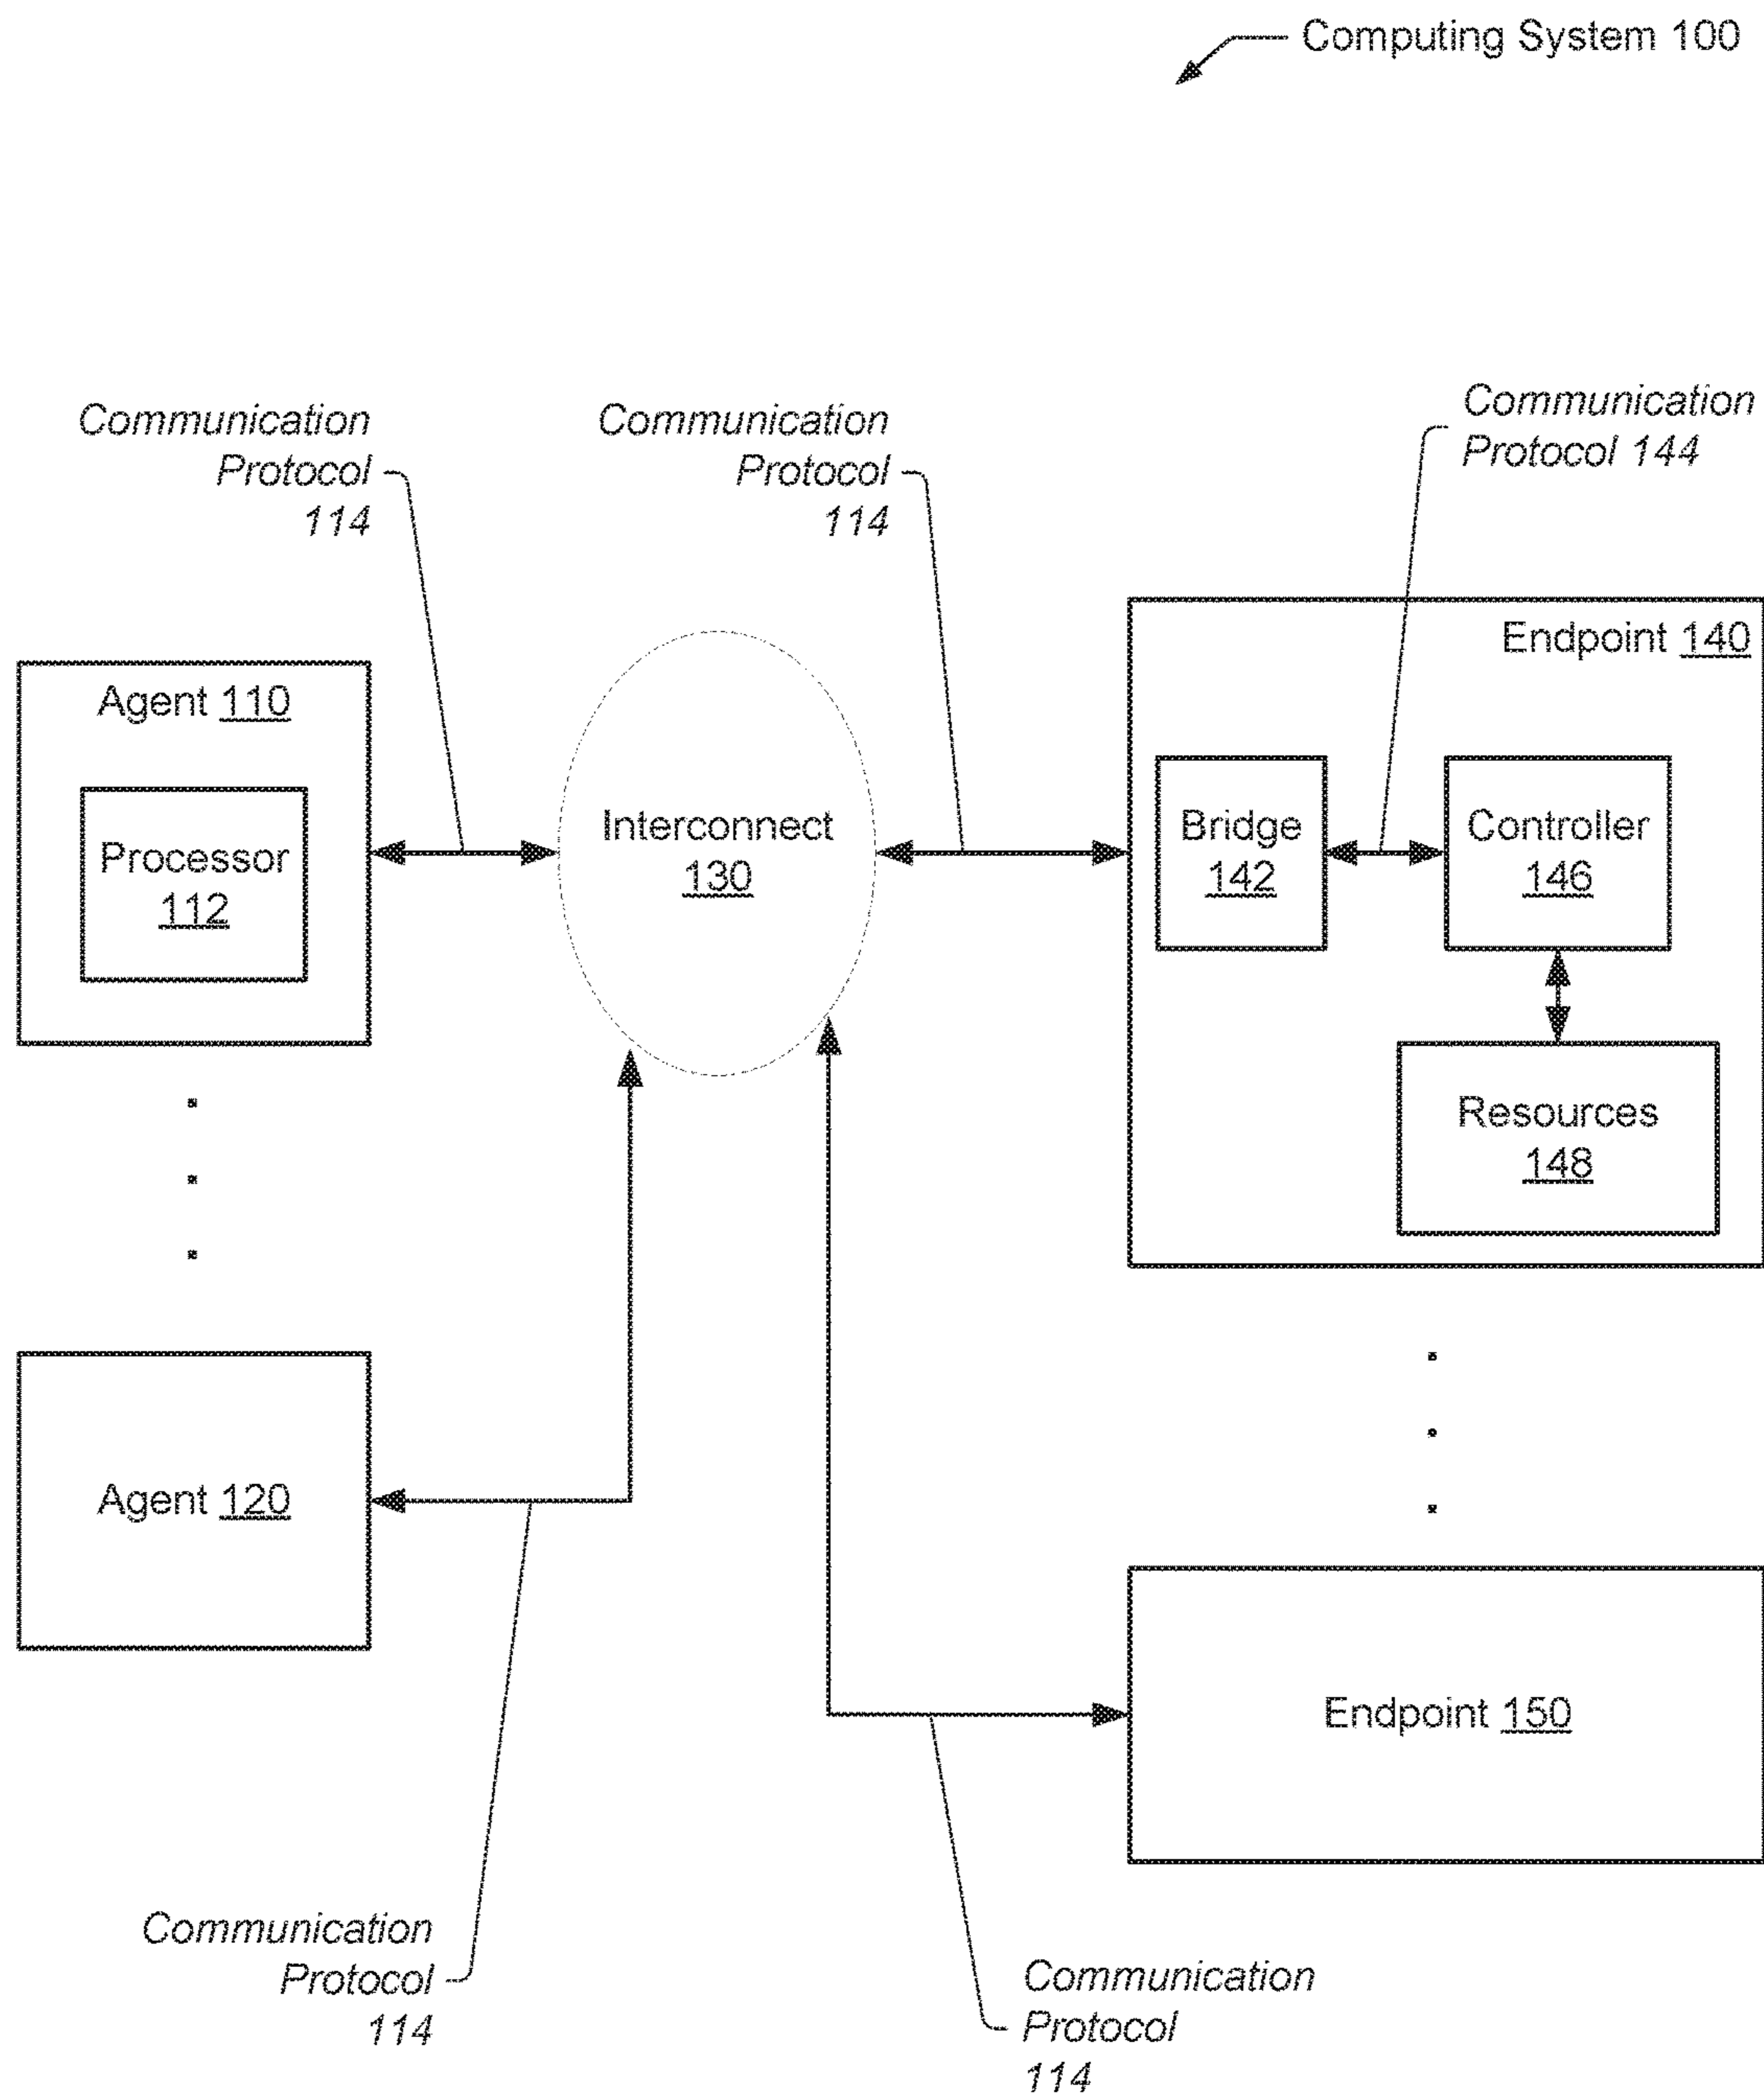 Computing System 100
Communication
Protocol
114
Communication
Protocol
114
Communication
Protocol 144
Agent 110
Processor
112
Interconnect
130
Endpoint 140
Bridge
142
Controller
146
Resources
148
Agent 120
Endpoint 150
Communication
Protocol
114
Communication
Protocol
114